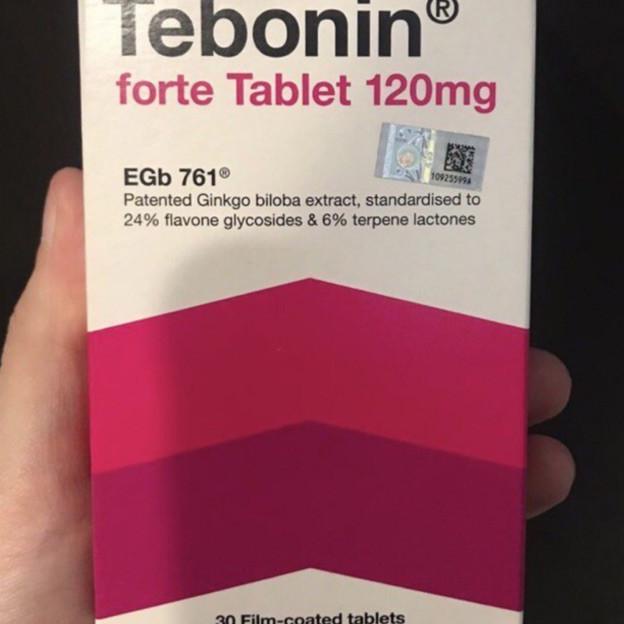 Tebonin®
forte Tablet 120mg
10925599A
EGb 761®
Patented Ginkgo biloba extract, standardised to
24% flavone glycosides & 6% terpene lactones
30 Film-coated tablets